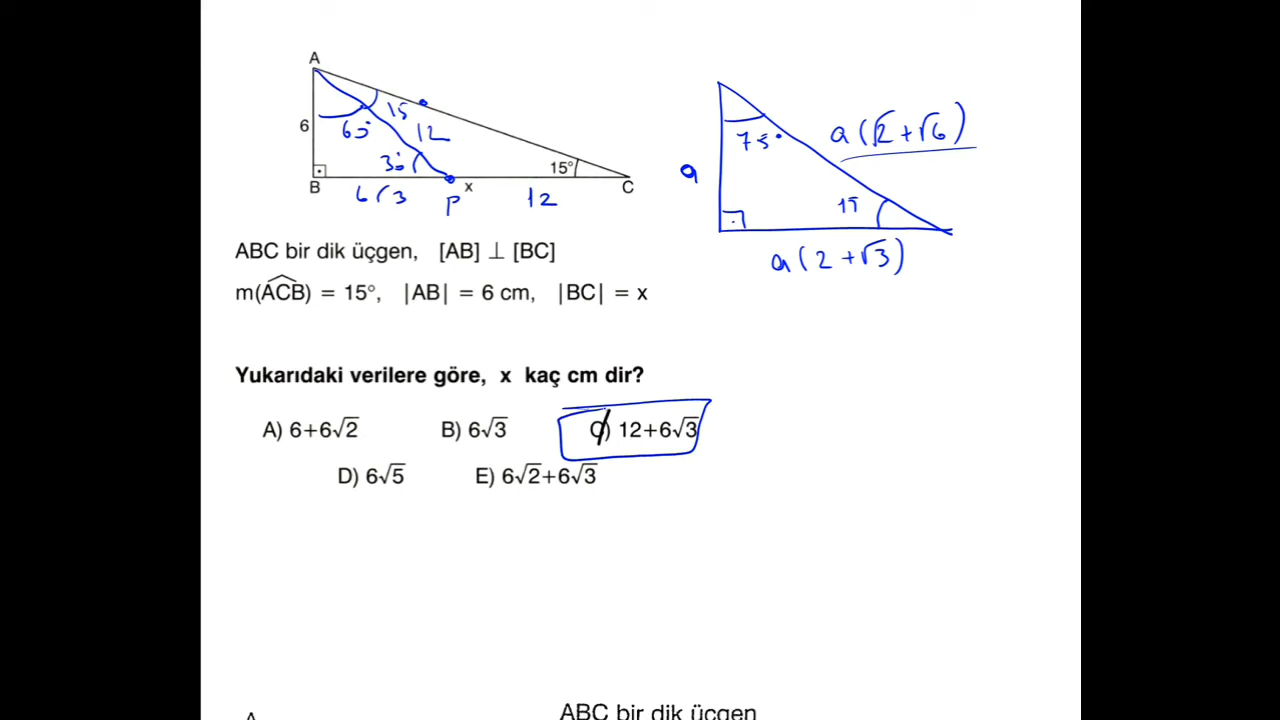 A
6
60°
15
12
30°
15°
B
6√3
P
x
12
C
75°
a(√2+√6)
a
15
a(2+√3)
ABC bir dik üçgen, [AB] ⊥ [BC]
m(ACB) = 15°, |AB| = 6 cm, |BC| = x
Yukarıdaki verilere göre, x kaç cm dir?
A) 6+6√2 B) 6√3 C) 12+6√3
D) 6√5 E) 6√2+6√3
A
ABC bir dik üçgen